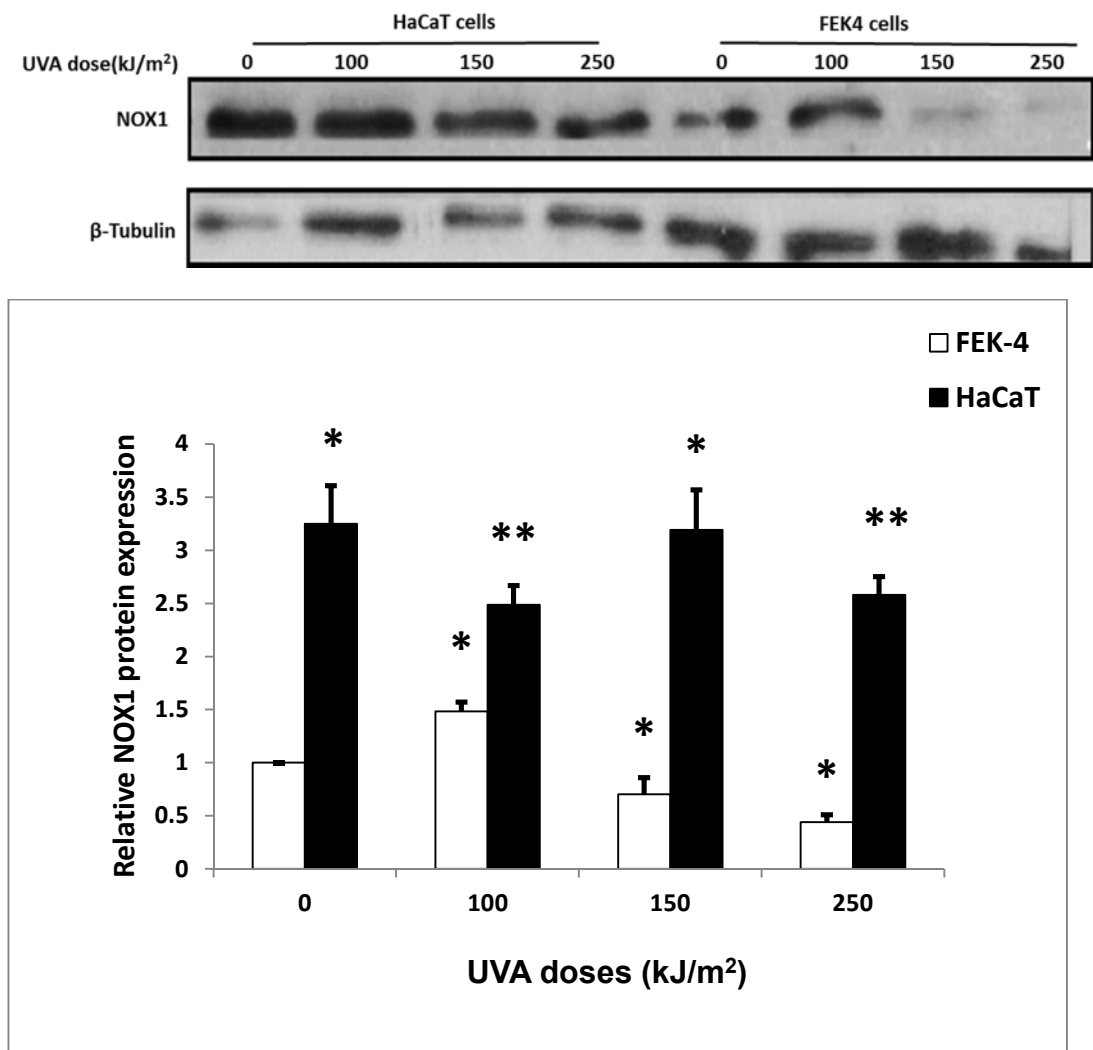 HaCaT cells FEK4 cells
UVA dose(kJ/m²) 0 100 150 250 0 100 150 250
NOX1
β-Tubulin
FEK-4
HaCaT
Relative NOX1 protein expression
4
3.5
3
2.5
2
1.5
1
0.5
0
* ** * **
* * *
0 100 150 250
UVA doses (kJ/m²)